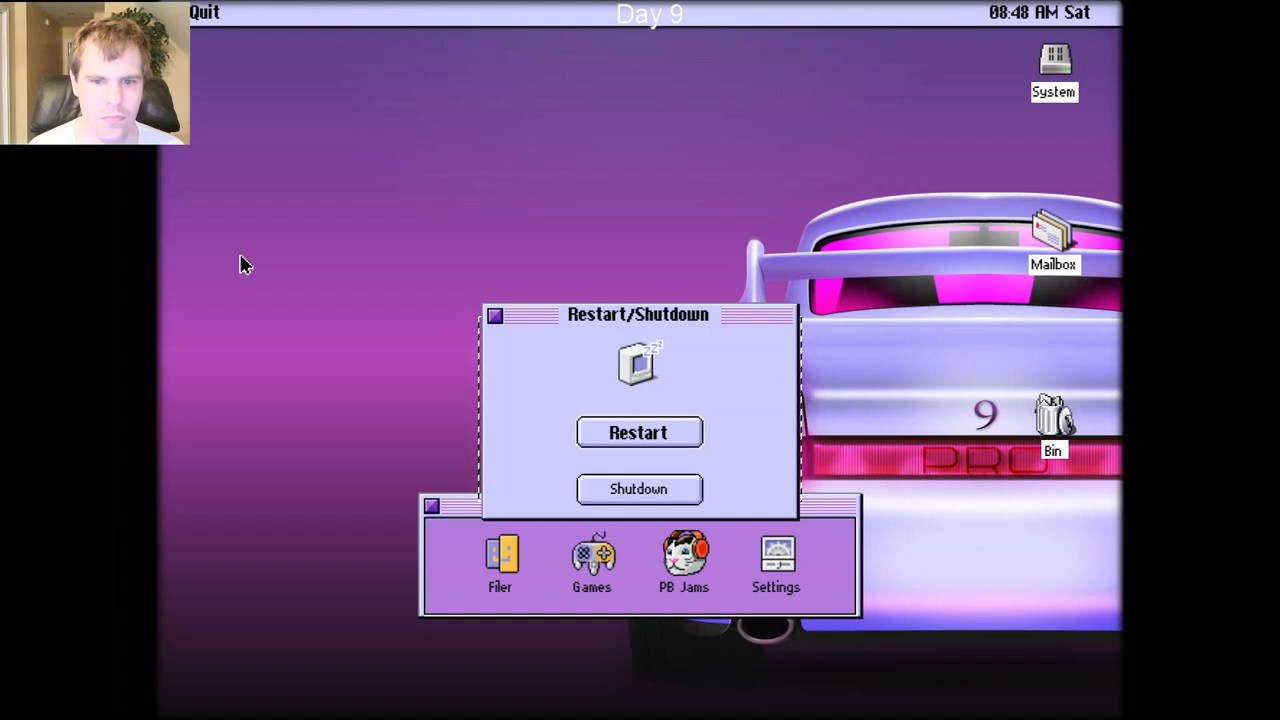 Quit
Day 9
08:48 AM Sat
System
Mailbox
Restart/Shutdown
zzz
Restart
9
PRO
Bin
Shutdown
Filer
Games
PB Jams
Settings